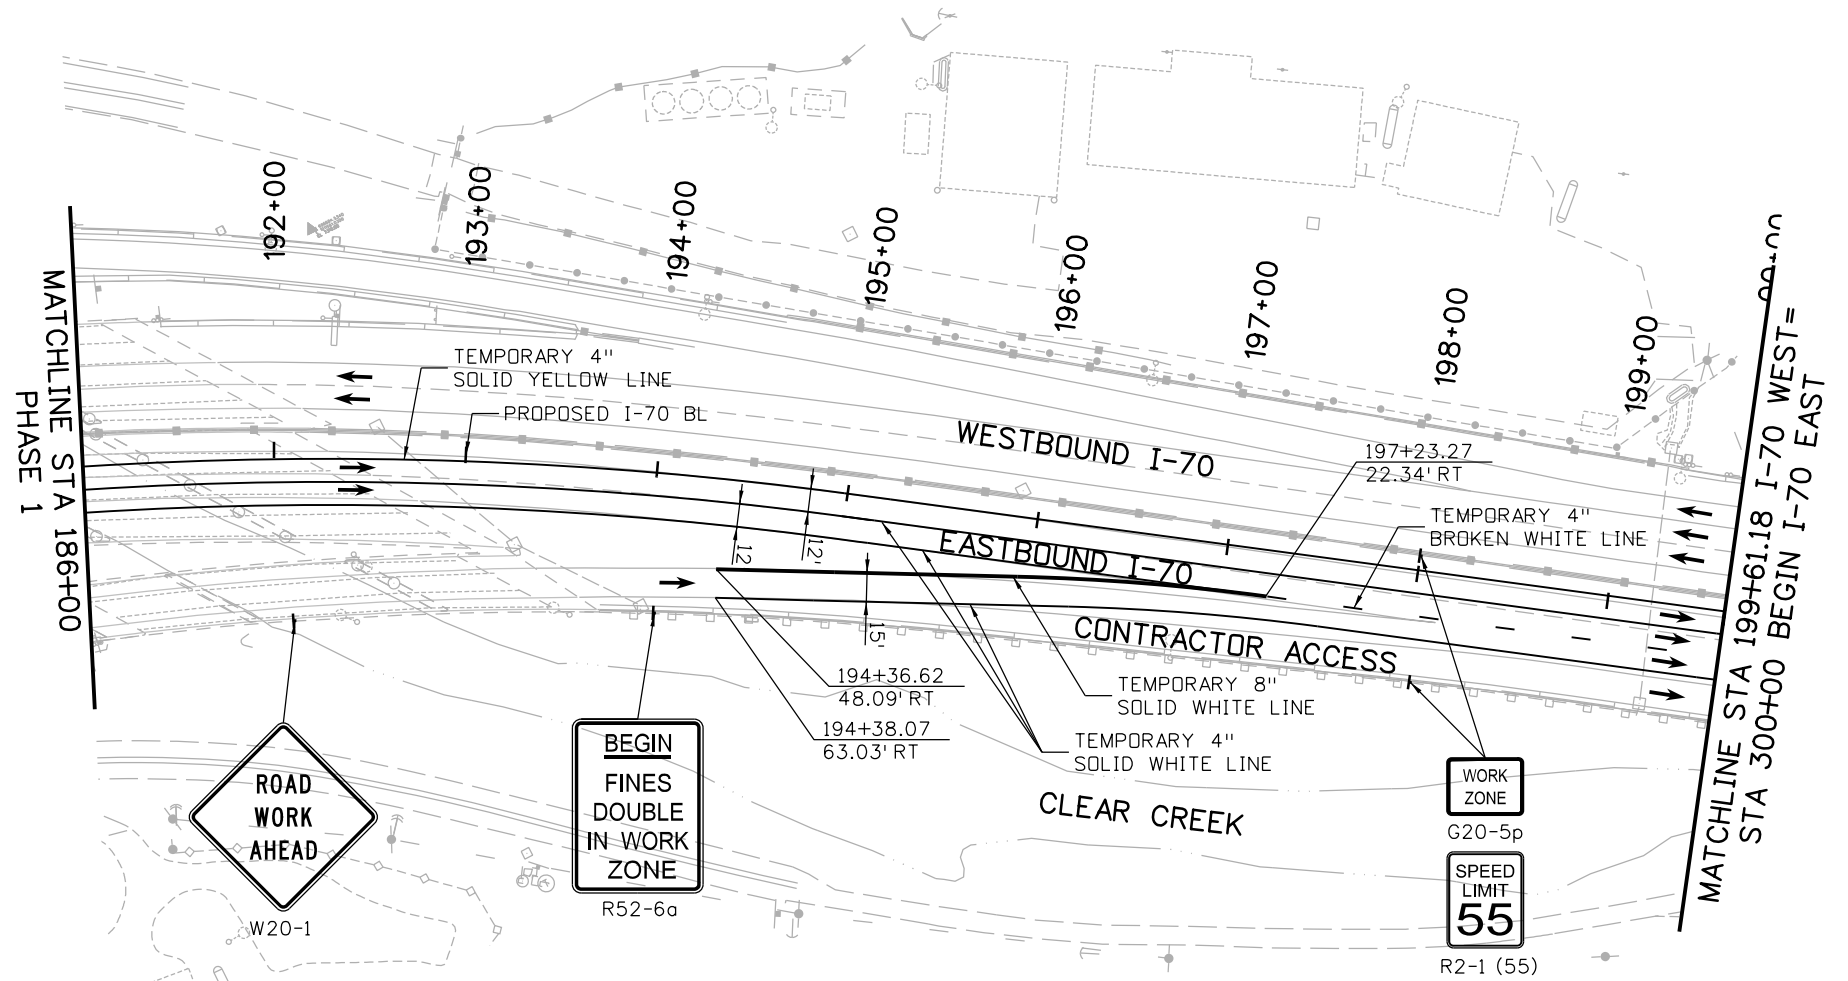 192+00
193+00
194+00
195+00
196+00
197+00
198+00
199+00
MATCHLINE STA 186+00
PHASE 1
TEMPORARY 4"
SOLID YELLOW LINE
PROPOSED I-70 BL
WESTBOUND I-70
197+23.27
22.34' RT
TEMPORARY 4"
BROKEN WHITE LINE
EASTBOUND I-70
12'
12'
15'
CONTRACTOR ACCESS
194+36.62
48.09' RT
194+38.07
63.03' RT
TEMPORARY 8"
SOLID WHITE LINE
TEMPORARY 4"
SOLID WHITE LINE
CLEAR CREEK
ROAD
WORK
AHEAD
W20-1
BEGIN
FINES
DOUBLE
IN WORK
ZONE
R52-6a
WORK
ZONE
G20-5p
SPEED
LIMIT
55
R2-1 (55)
MATCHLINE STA 199+61.18 I-70 WEST=
STA 300+00 BEGIN I-70 EAST